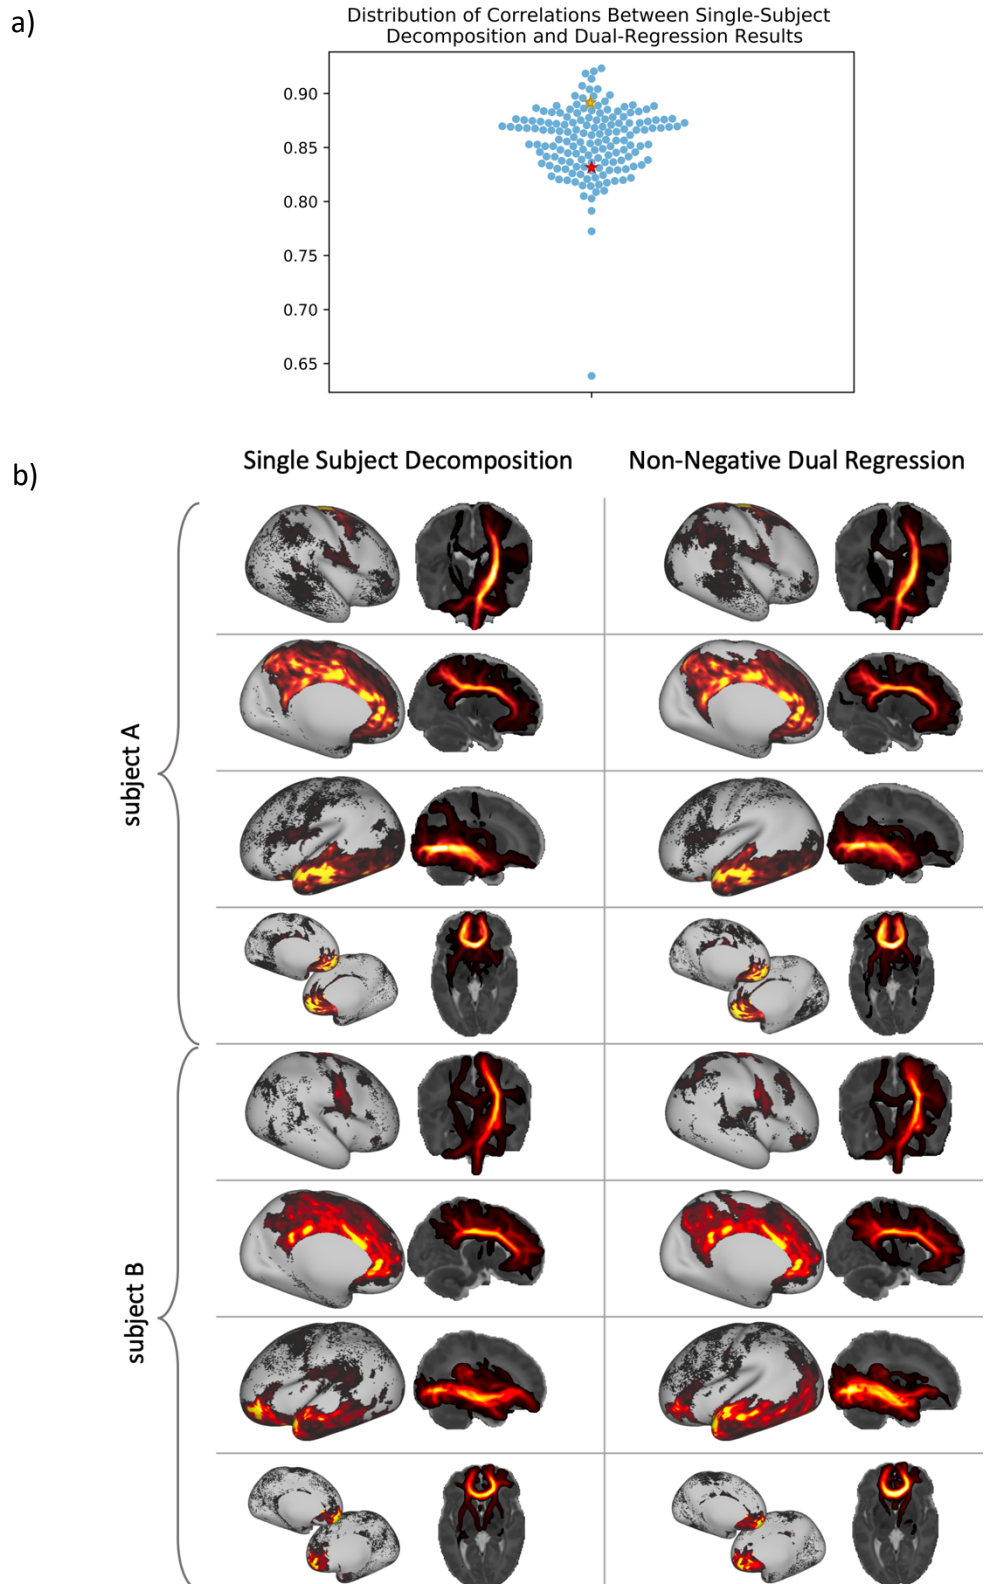 a)
Distribution of Correlations Between Single-Subject
Decomposition and Dual-Regression Results
0.90
0.85
0.80
0.75
0.70
0.65
b)
Single Subject Decomposition
Non-Negative Dual Regression
subject A
subject B